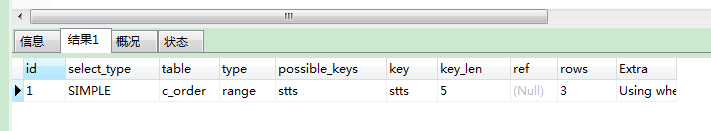 信息 结果1 概况 状态
id select_type table type possible_keys key key_len ref rows Extra
1 SIMPLE c_order range stts stts 5 (Null) 3 Using whe